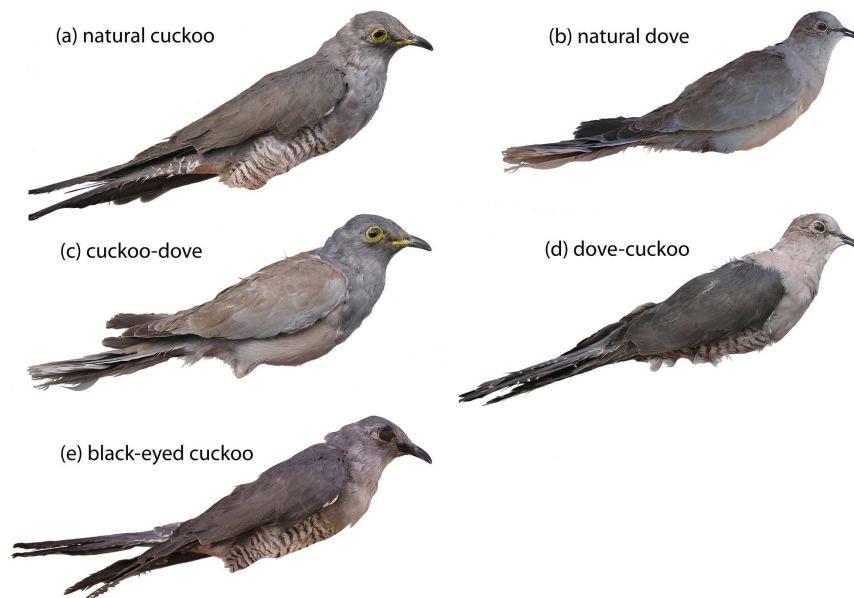 (a) natural cuckoo
(b) natural dove
(c) cuckoo-dove
(d) dove-cuckoo
(e) black-eyed cuckoo